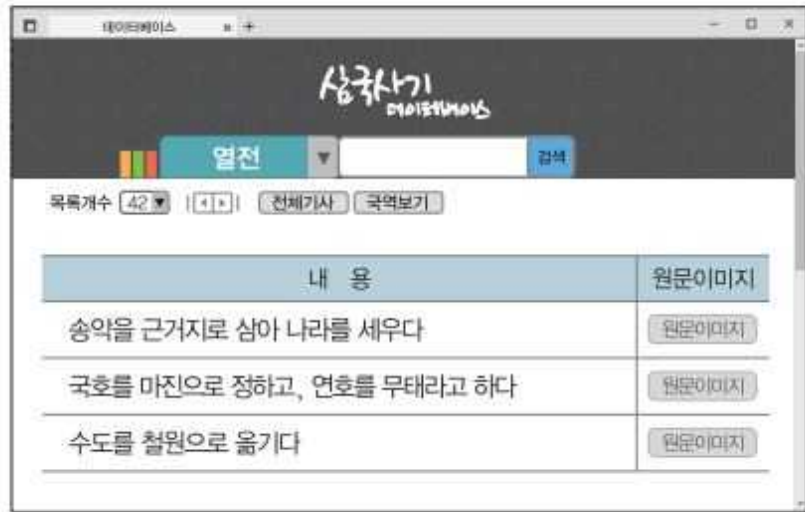 데이터베이스
삼국사기
데이터베이스
열전 ▼ 검색
목록개수 42 ▼ 전체기사 국역보기
내 용 원문이미지
송악을 근거지로 삼아 나라를 세우다 원문이미지
국호를 마진으로 정하고, 연호를 무태라고 하다 원문이미지
수도를 철원으로 옮기다 원문이미지